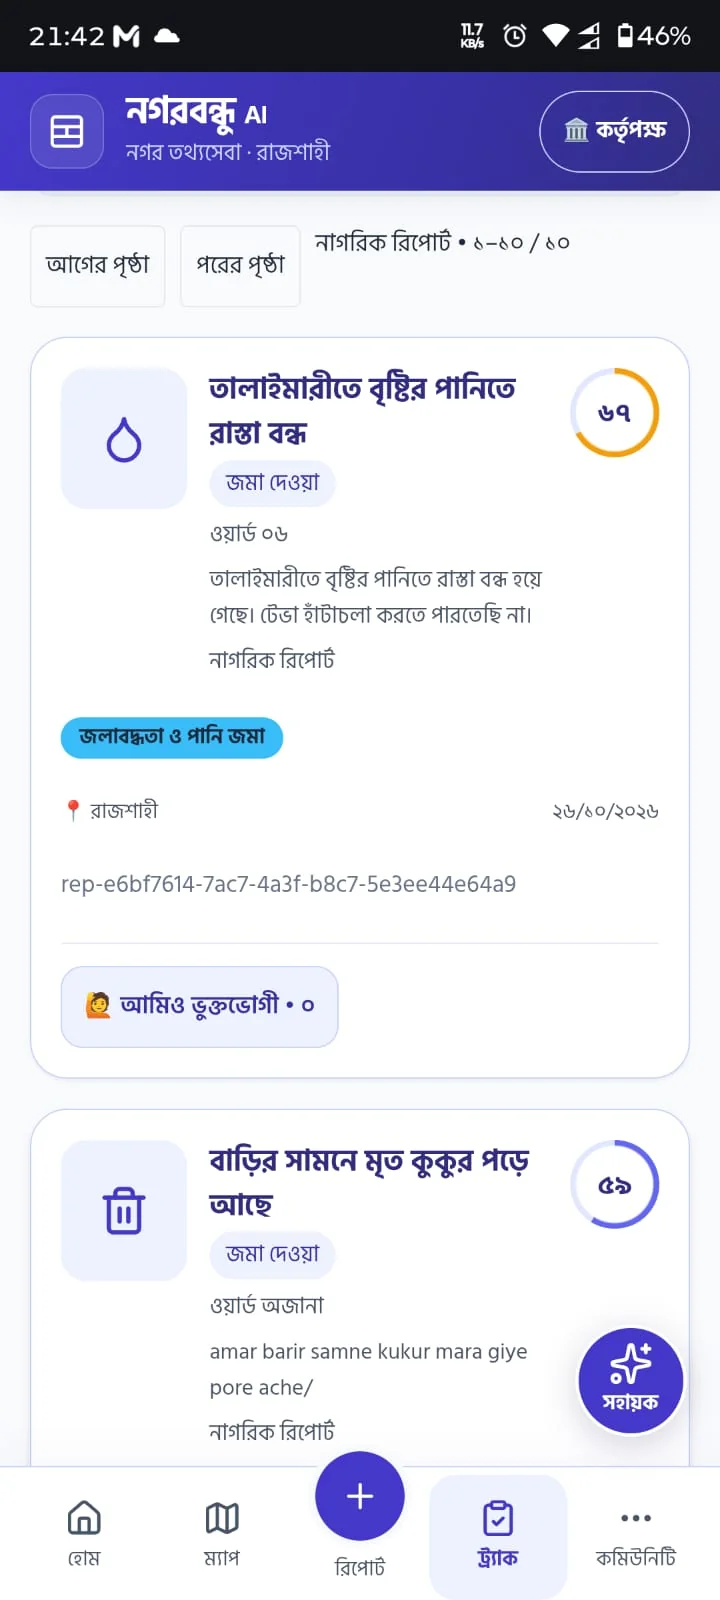 21:42
11.7 KB/s
46%
নগরবন্ধু AI
নগর তথ্যসেবা · রাজশাহী
🏛️ কর্তৃপক্ষ
আগের পৃষ্ঠা
পরের পৃষ্ঠা
নাগরিক রিপোর্ট • ১–১০ / ১০
তালাইমারীতে বৃষ্টির পানিতে
রাস্তা বন্ধ
৬৭
জমা দেওয়া
ওয়ার্ড ০৬
তালাইমারীতে বৃষ্টির পানিতে রাস্তা বন্ধ হয়ে
গেছে। টেভা হাঁটাচলা করতে পারতেছি না।
নাগরিক রিপোর্ট
জলাবদ্ধতা ও পানি জমা
📍 রাজশাহী
২৬/১০/২০২৬
rep-e6bf7614-7ac7-4a3f-b8c7-5e3ee44e64a9
🙋 আমিও ভুক্তভোগী • ০
বাড়ির সামনে মৃত কুকুর পড়ে
আছে
৫৯
জমা দেওয়া
ওয়ার্ড অজানা
amar barir samne kukur mara giye
pore ache/
নাগরিক রিপোর্ট
সহায়ক
হোম
ম্যাপ
রিপোর্ট
ট্র্যাক
কমিউনিটি